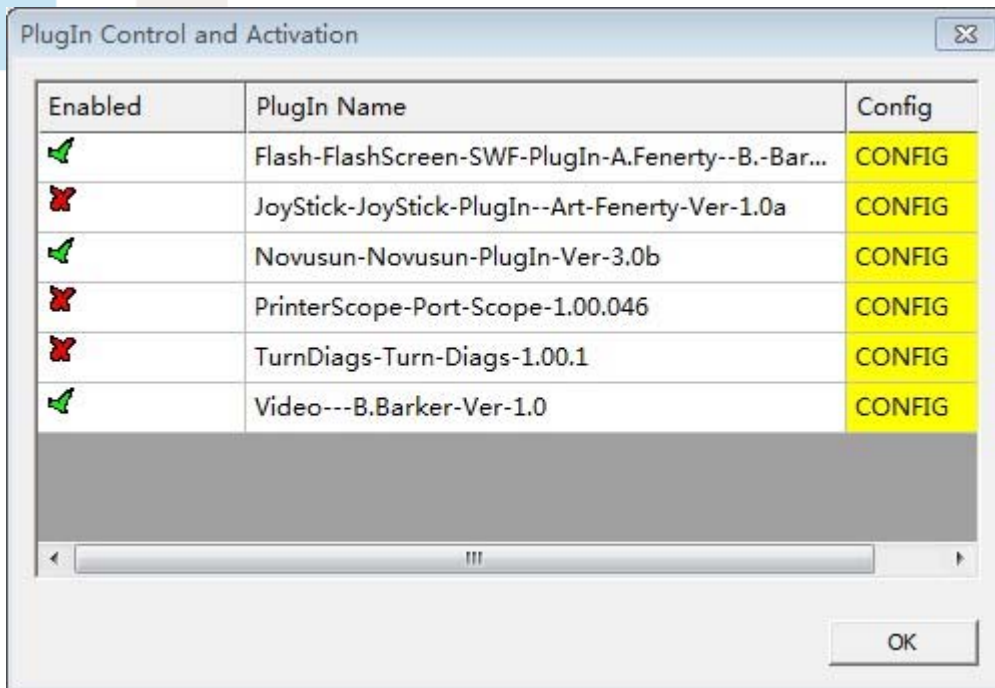 PlugIn Control and Activation
Enabled PlugIn Name Config
Flash-FlashScreen-SWF-PlugIn-A.Fenerty--B.-Bar... CONFIG
JoyStick-JoyStick-PlugIn--Art-Fenerty-Ver-1.0a CONFIG
Novusun-Novusun-PlugIn-Ver-3.0b CONFIG
PrinterScope-Port-Scope-1.00.046 CONFIG
TurnDiags-Turn-Diags-1.00.1 CONFIG
Video---B.Barker-Ver-1.0 CONFIG
OK